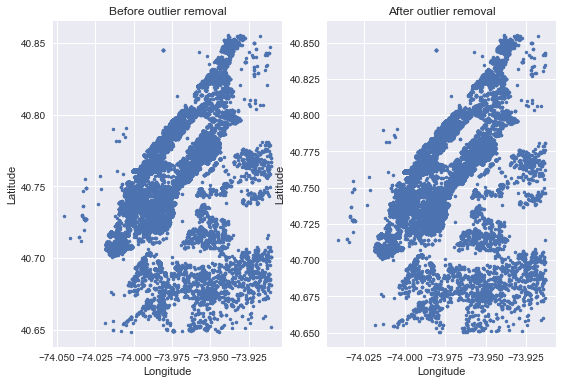 Before outlier removal
After outlier removal
40.85
40.80
40.75
40.70
40.65
Latitude
−74.050 −74.025 −74.000 −73.975 −73.950 −73.925
Longitude
40.850
40.825
40.800
40.775
40.750
40.725
40.700
40.675
40.650
Latitude
−74.025 −74.000 −73.975 −73.950 −73.925
Longitude